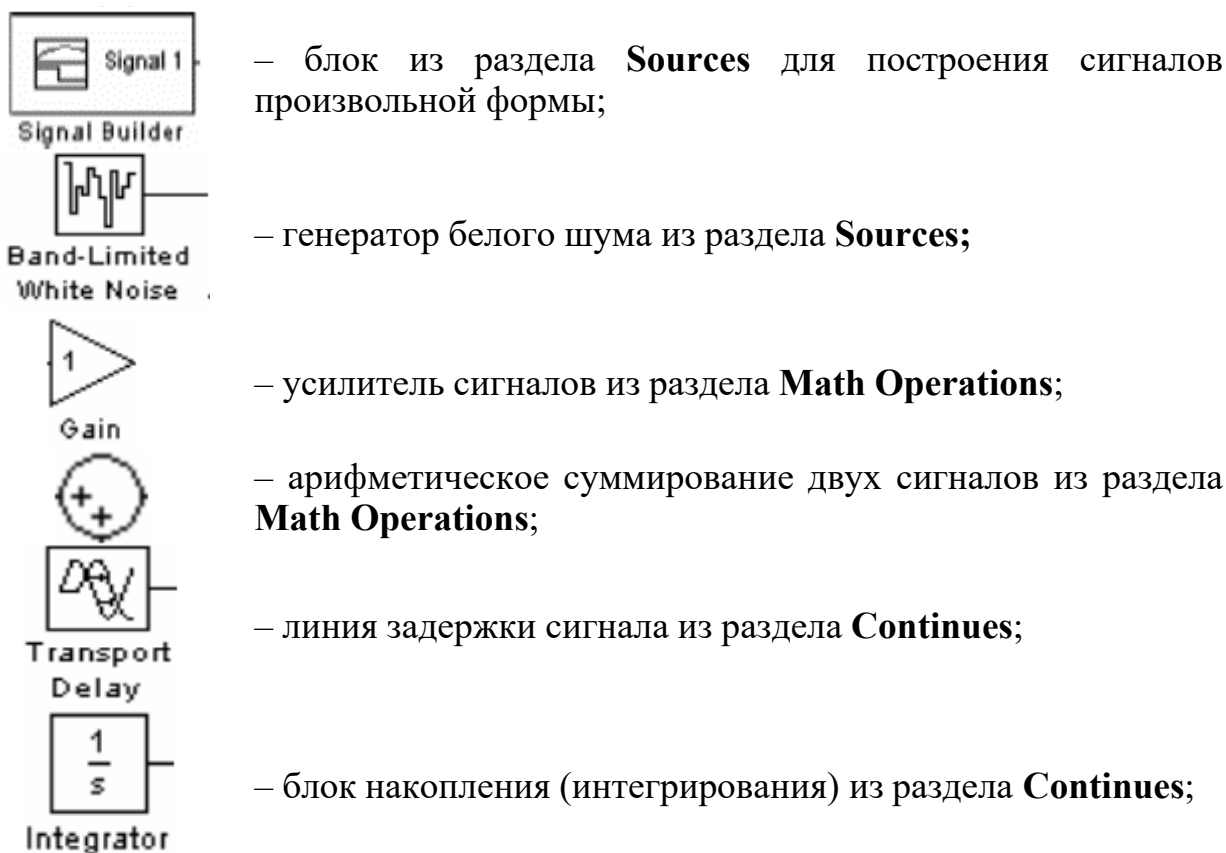 Signal 1
Signal Builder
– блок из раздела Sources для построения сигналов
произвольной формы;
Band-Limited
White Noise
– генератор белого шума из раздела Sources;
1
Gain
– усилитель сигналов из раздела Math Operations;
+
+
– арифметическое суммирование двух сигналов из раздела
Math Operations;
Transport
Delay
– линия задержки сигнала из раздела Continues;
1
s
Integrator
– блок накопления (интегрирования) из раздела Continues;